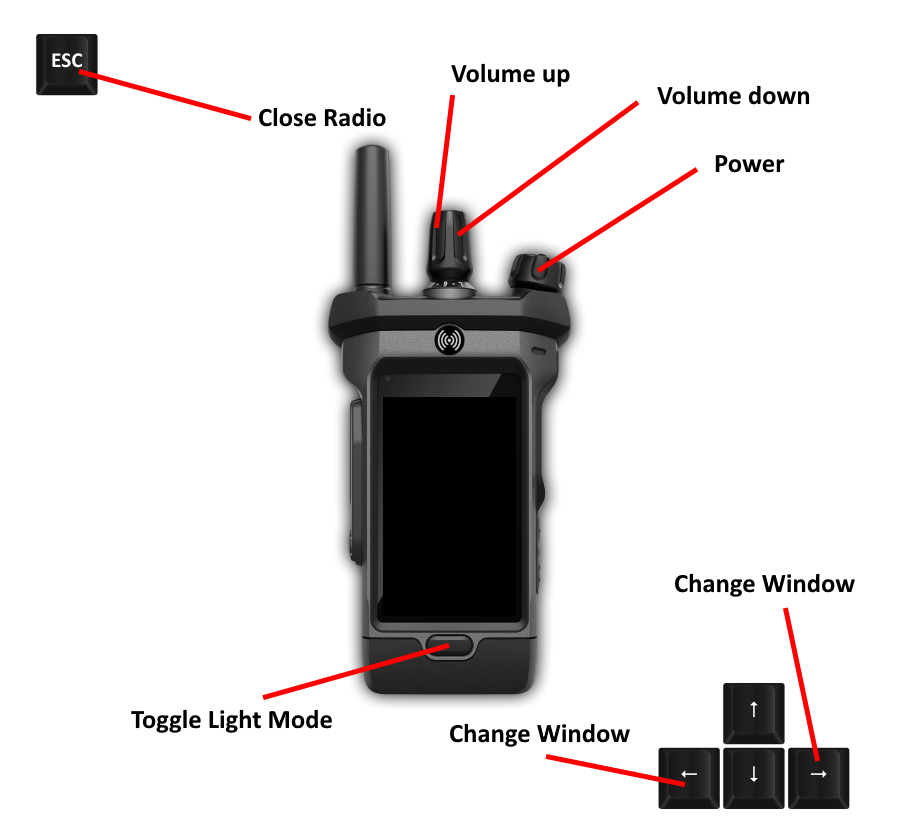 ESC
Close Radio
Volume up
Volume down
Power
Toggle Light Mode
Change Window
Change Window
↑
← ↓ →